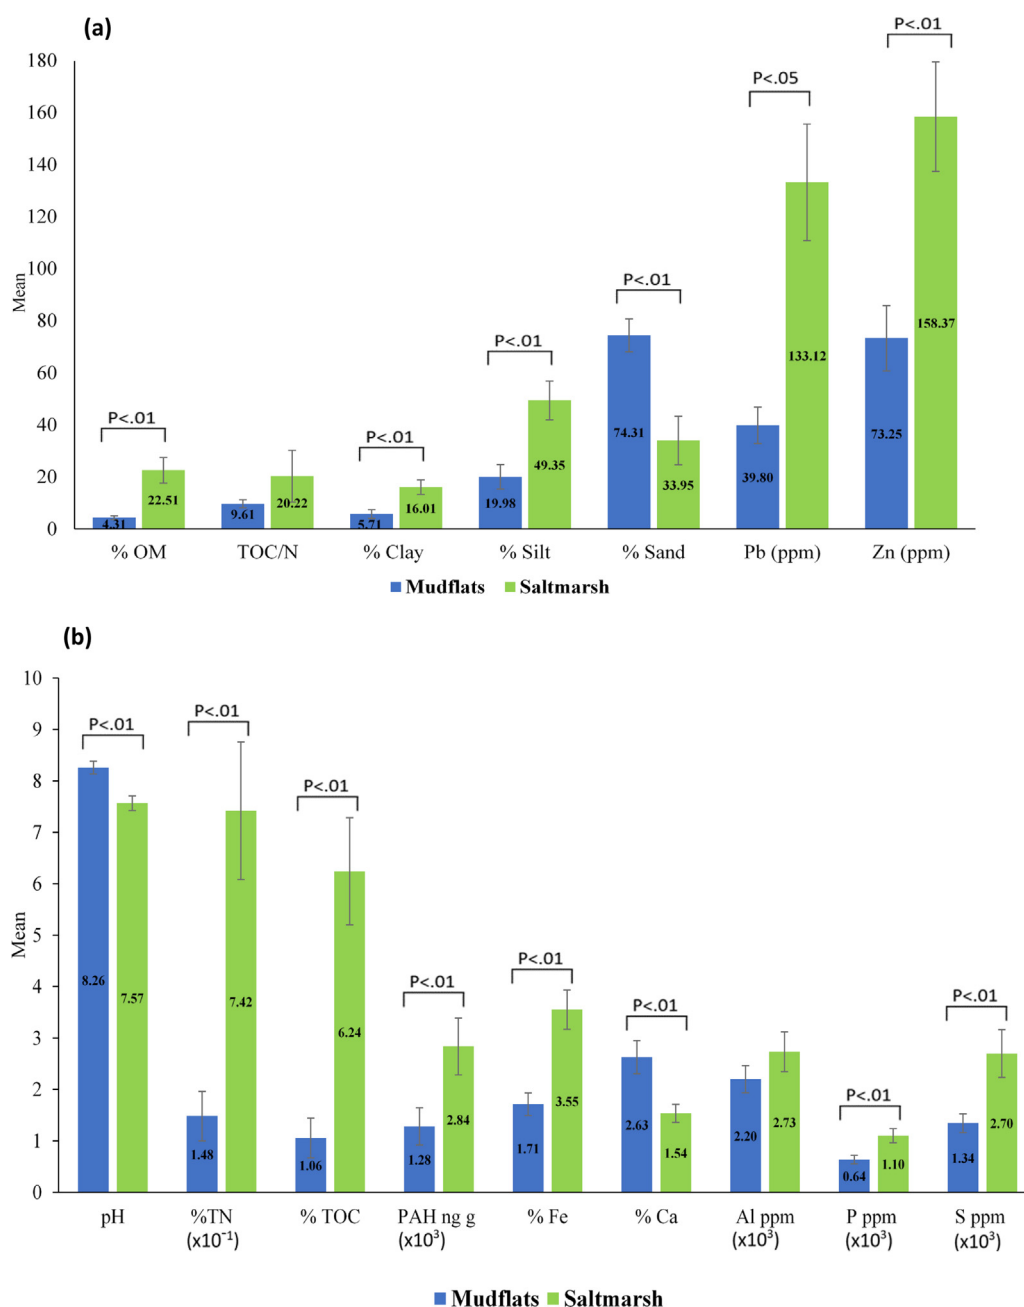 (a)
P<.01
180
P<.05
160
140
120
Mean
100
P<.01
80
P<.01
60
P<.01
P<.01
40
20
0
4.31
22.51
9.61
20.22
5.71
16.01
19.98
49.35
74.31
33.95
39.80
133.12
73.25
158.37
% OM TOC/N % Clay % Silt % Sand Pb (ppm) Zn (ppm)
Mudflats Saltmarsh
(b)
10
P<.01 P<.01
9
P<.01
8
7
6
5
Mean
P<.01
P<.01
4
P<.01
P<.01
3
2
P<.01
1
0
8.26
7.57
1.48
7.42
1.06
6.24
1.28
2.84
1.71
3.55
2.63
1.54
2.20
2.73
0.64
1.10
1.34
2.70
pH %TN % TOC PAH ng g % Fe % Ca Al ppm P ppm S ppm
(x10⁻¹) (x10³) (x10³) (x10³) (x10³)
Mudflats Saltmarsh